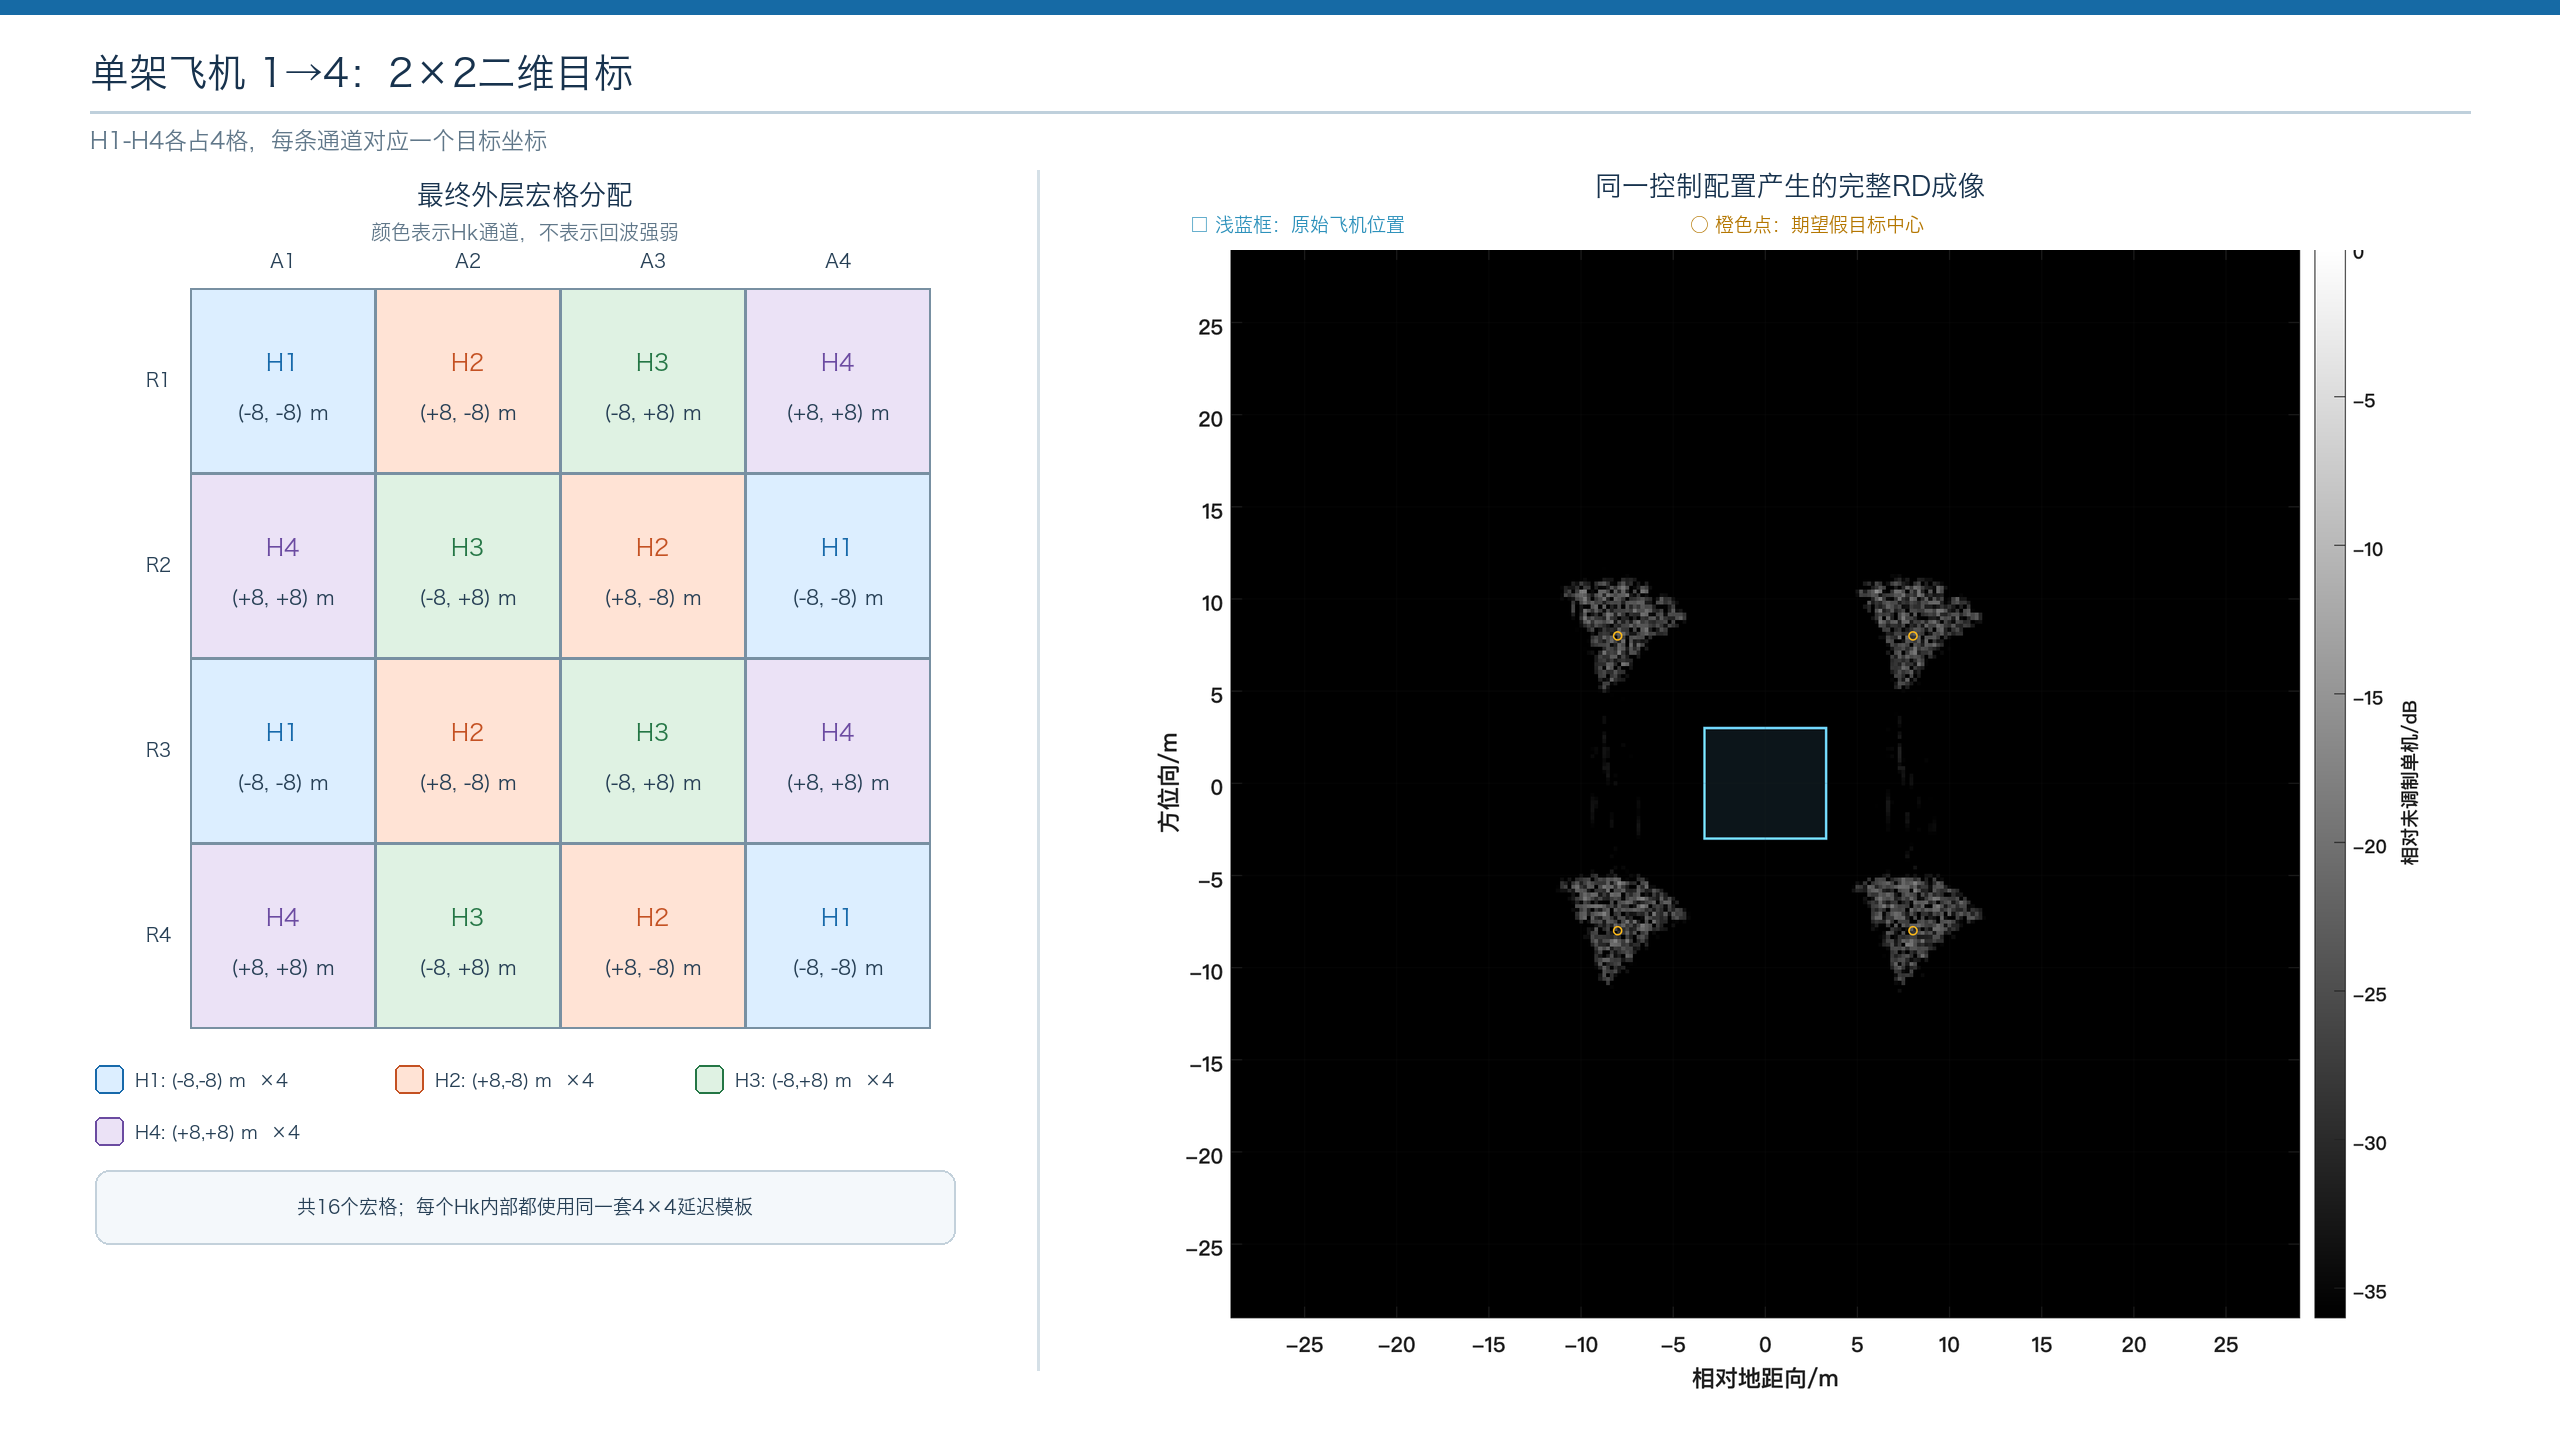 单架飞机 1→4：2×2二维目标
H1-H4各占4格，每条通道对应一个目标坐标
最终外层宏格分配
颜色表示Hk通道，不表示回波强弱
A1 A2 A3 A4
R1
H1 H2 H3 H4
(-8, -8) m (+8, -8) m (-8, +8) m (+8, +8) m
R2
H4 H3 H2 H1
(+8, +8) m (-8, +8) m (+8, -8) m (-8, -8) m
R3
H1 H2 H3 H4
(-8, -8) m (+8, -8) m (-8, +8) m (+8, +8) m
R4
H4 H3 H2 H1
(+8, +8) m (-8, +8) m (+8, -8) m (-8, -8) m
H1: (-8,-8) m ×4 H2: (+8,-8) m ×4 H3: (-8,+8) m ×4
H4: (+8,+8) m ×4
共16个宏格；每个Hk内部都使用同一套4×4延迟模板
同一控制配置产生的完整RD成像
□ 浅蓝框：原始飞机位置 ○ 橙色点：期望假目标中心
方位向/m
25
20
15
10
5
0
−5
−10
−15
−20
−25
−25 −20 −15 −10 −5 0 5 10 15 20 25
相对地距向/m
0
−5
−10
−15
−20
−25
−30
−35
相对未调制单机/dB